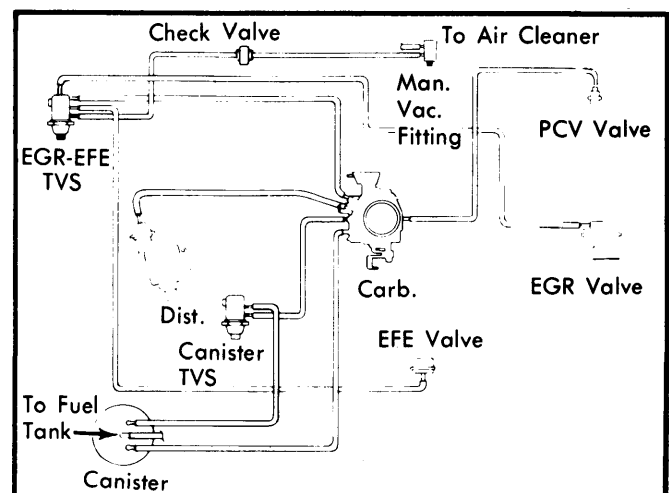 Check Valve
To Air Cleaner
Man.
Vac.
Fitting
PCV Valve
EGR-EFE
TVS
Carb.
EGR Valve
Dist.
Canister
TVS
EFE Valve
To Fuel
Tank
Canister